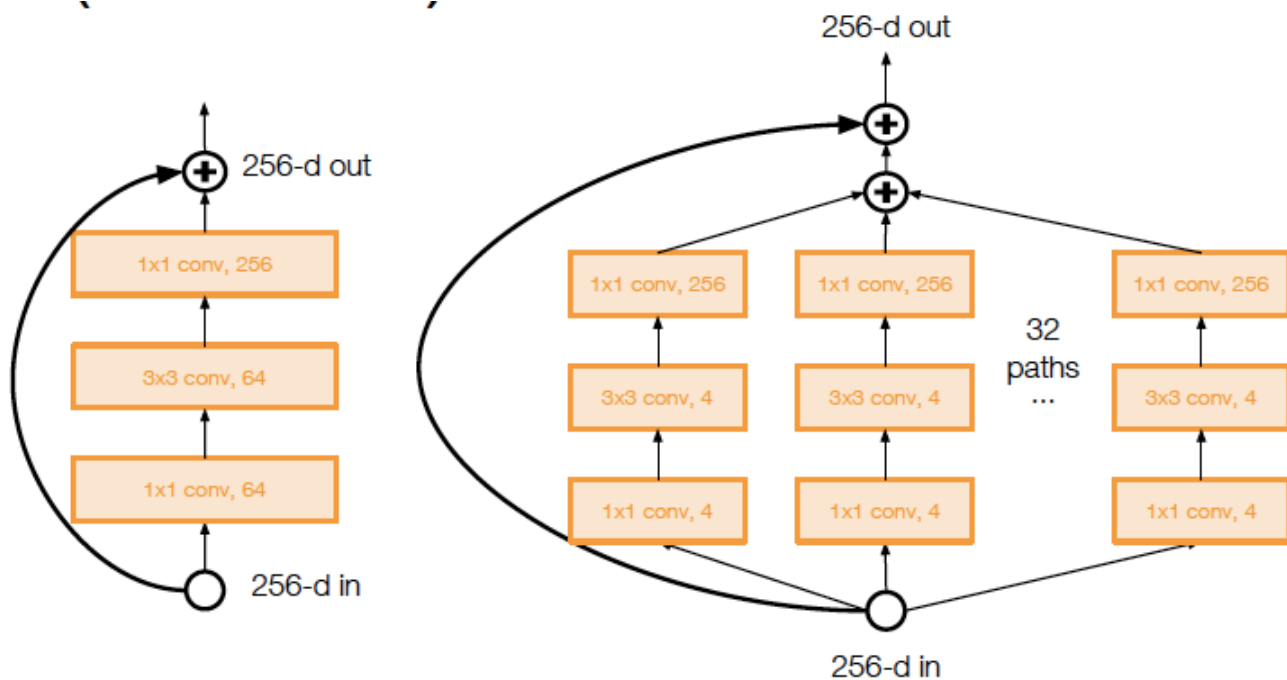 256-d out
1x1 conv, 256
3x3 conv, 64
1x1 conv, 64
256-d in
256-d out
1x1 conv, 256
1x1 conv, 256
1x1 conv, 256
32
paths
...
3x3 conv, 4
3x3 conv, 4
3x3 conv, 4
1x1 conv, 4
1x1 conv, 4
1x1 conv, 4
256-d in